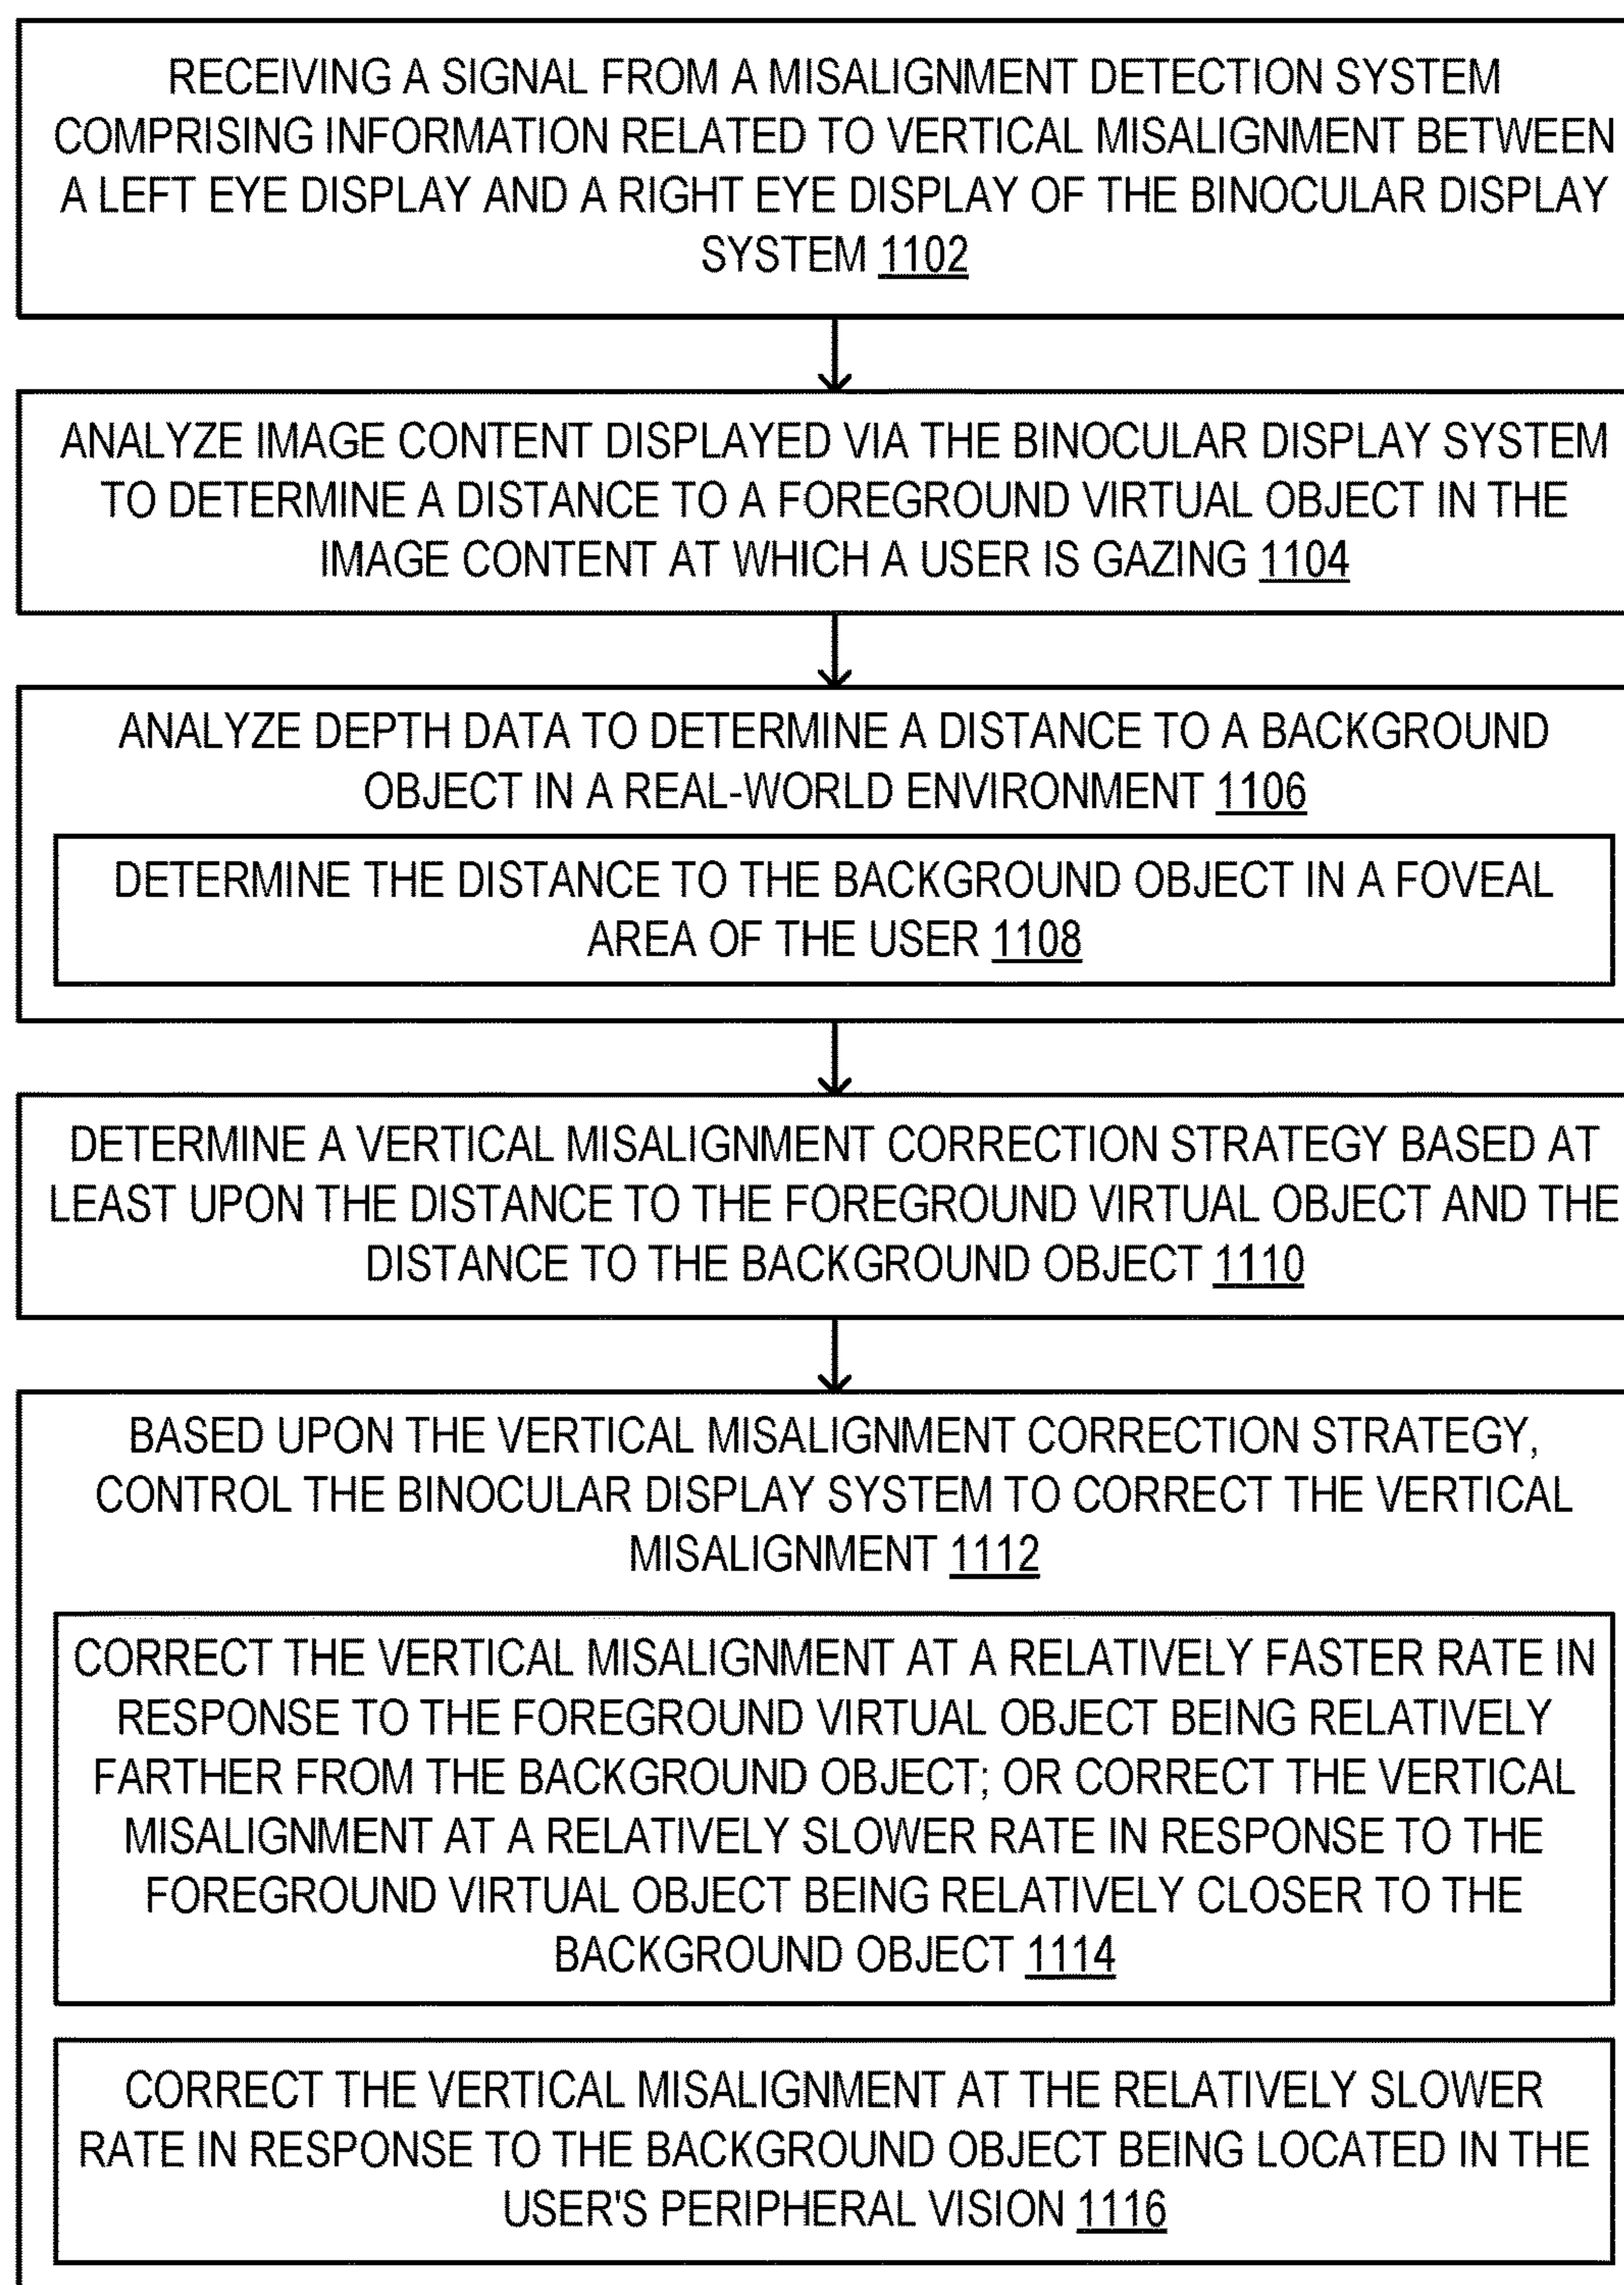 RECEIVING A SIGNAL FROM A MISALIGNMENT DETECTION SYSTEM
COMPRISING INFORMATION RELATED TO VERTICAL MISALIGNMENT BETWEEN
A LEFT EYE DISPLAY AND A RIGHT EYE DISPLAY OF THE BINOCULAR DISPLAY
SYSTEM 1102
ANALYZE IMAGE CONTENT DISPLAYED VIA THE BINOCULAR DISPLAY SYSTEM
TO DETERMINE A DISTANCE TO A FOREGROUND VIRTUAL OBJECT IN THE
IMAGE CONTENT AT WHICH A USER IS GAZING 1104
ANALYZE DEPTH DATA TO DETERMINE A DISTANCE TO A BACKGROUND
OBJECT IN A REAL-WORLD ENVIRONMENT 1106
DETERMINE THE DISTANCE TO THE BACKGROUND OBJECT IN A FOVEAL
AREA OF THE USER 1108
DETERMINE A VERTICAL MISALIGNMENT CORRECTION STRATEGY BASED AT
LEAST UPON THE DISTANCE TO THE FOREGROUND VIRTUAL OBJECT AND THE
DISTANCE TO THE BACKGROUND OBJECT 1110
BASED UPON THE VERTICAL MISALIGNMENT CORRECTION STRATEGY,
CONTROL THE BINOCULAR DISPLAY SYSTEM TO CORRECT THE VERTICAL
MISALIGNMENT 1112
CORRECT THE VERTICAL MISALIGNMENT AT A RELATIVELY FASTER RATE IN
RESPONSE TO THE FOREGROUND VIRTUAL OBJECT BEING RELATIVELY
FARTHER FROM THE BACKGROUND OBJECT; OR CORRECT THE VERTICAL
MISALIGNMENT AT A RELATIVELY SLOWER RATE IN RESPONSE TO THE
FOREGROUND VIRTUAL OBJECT BEING RELATIVELY CLOSER TO THE
BACKGROUND OBJECT 1114
CORRECT THE VERTICAL MISALIGNMENT AT THE RELATIVELY SLOWER
RATE IN RESPONSE TO THE BACKGROUND OBJECT BEING LOCATED IN THE
USER'S PERIPHERAL VISION 1116